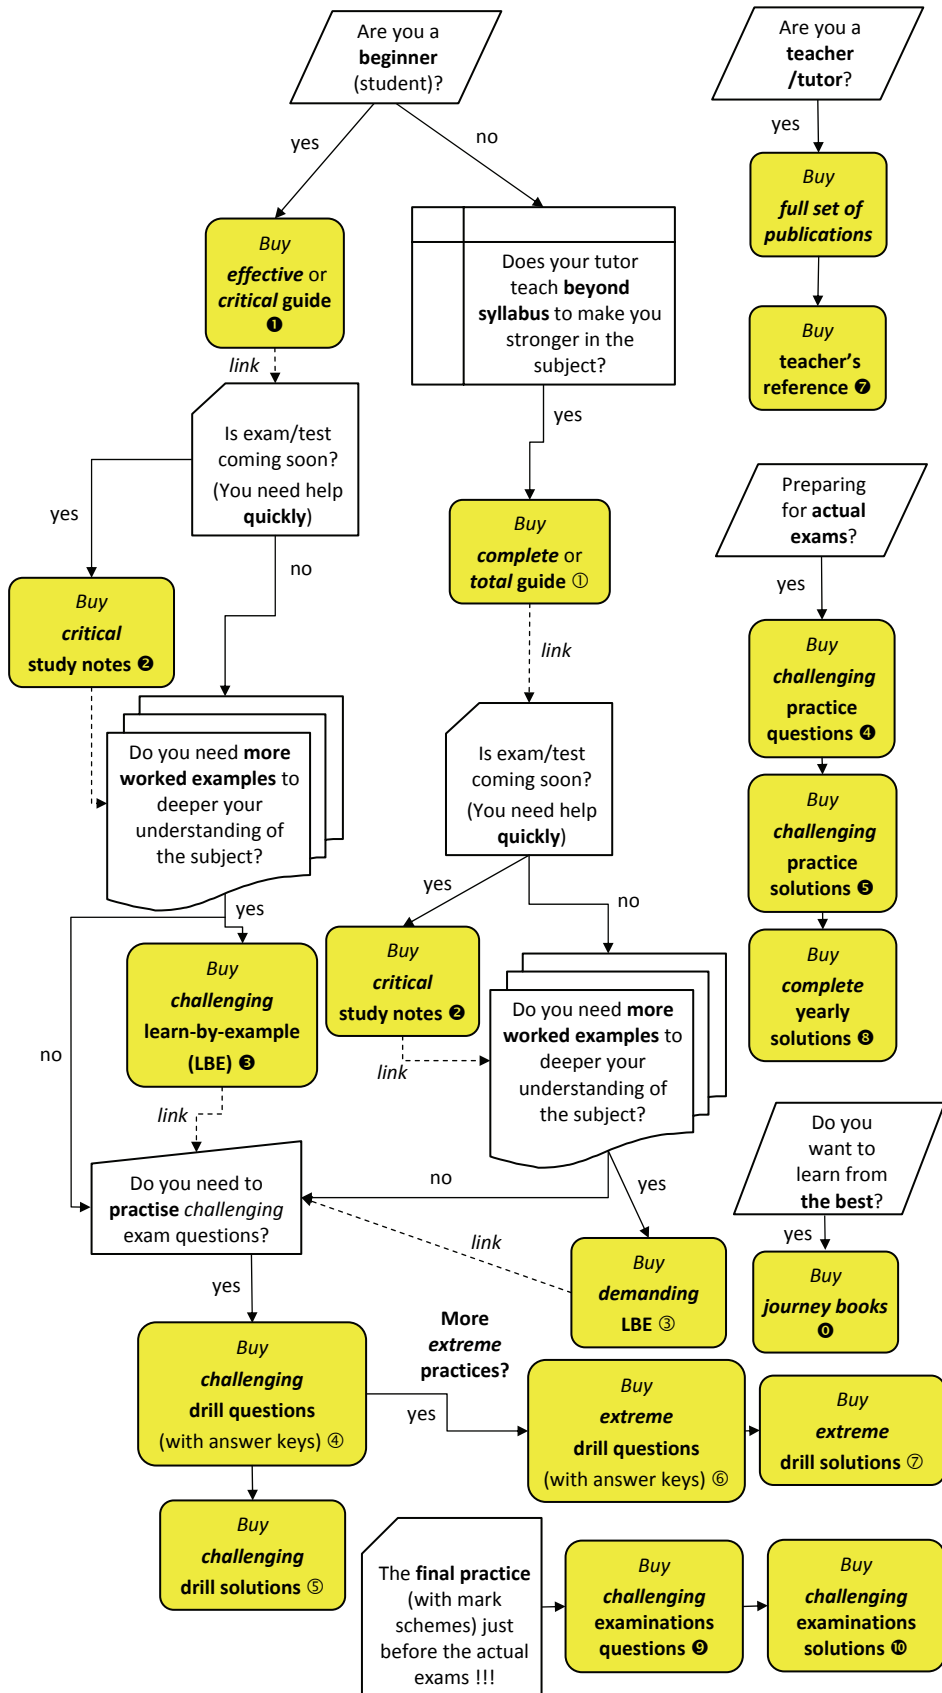 Are you a
beginner
(student)?
yes
no
Buy
effective or
critical guide
❶
link
Is exam/test
coming soon?
(You need help
quickly)
yes
no
Buy
critical
study notes ❷
Do you need more
worked examples to
deeper your
understanding of
the subject?
yes
no
Buy
challenging
learn-by-example
(LBE) ❸
link
Does your tutor
teach beyond
syllabus to make you
stronger in the
subject?
yes
Buy
complete or
total guide ①
link
Is exam/test
coming soon?
(You need help
quickly)
yes
no
Buy
critical
study notes ❷
link
Do you need more
worked examples to
deeper your
understanding of
the subject?
no
yes
Buy
demanding
LBE ③
link
Do you need to
practise challenging
exam questions?
yes
Buy
challenging
drill questions
(with answer keys) ④
Buy
challenging
drill solutions ⑤
More
extreme
practices?
yes
Buy
extreme
drill questions
(with answer keys) ⑥
Buy
extreme
drill solutions ⑦
The final practice
(with mark
schemes) just
before the actual
exams !!!
Buy
challenging
examinations
questions ❾
Buy
challenging
examinations
solutions ❿
Are you a
teacher
/tutor?
yes
Buy
full set of
publications
Buy
teacher's
reference ❼
Preparing
for actual
exams?
yes
Buy
challenging
practice
questions ❹
Buy
challenging
practice
solutions ❺
Buy
complete
yearly
solutions ❽
Do you
want to
learn from
the best?
yes
Buy
journey books
⓿